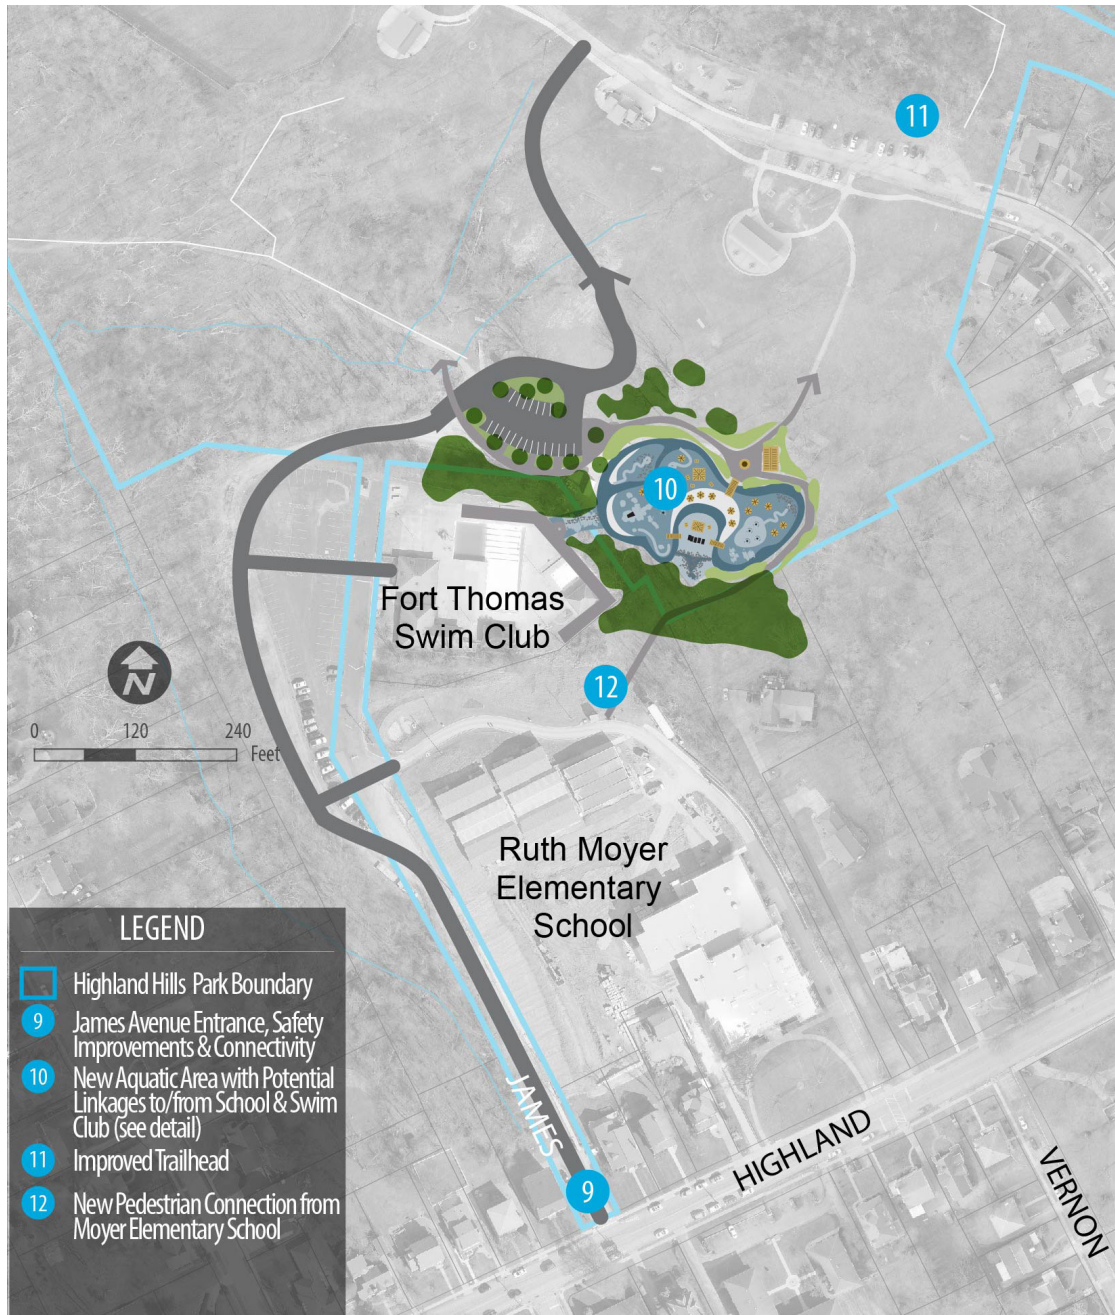 11
10
Fort Thomas
Swim Club
12
N
0 120 240
Feet
Ruth Moyer
Elementary
School
LEGEND
Highland Hills Park Boundary
9 James Avenue Entrance, Safety
Improvements & Connectivity
10 New Aquatic Area with Potential
Linkages to/from School & Swim
Club (see detail)
11 Improved Trailhead
12 New Pedestrian Connection from
Moyer Elementary School
JAMES
9
HIGHLAND
VERNON